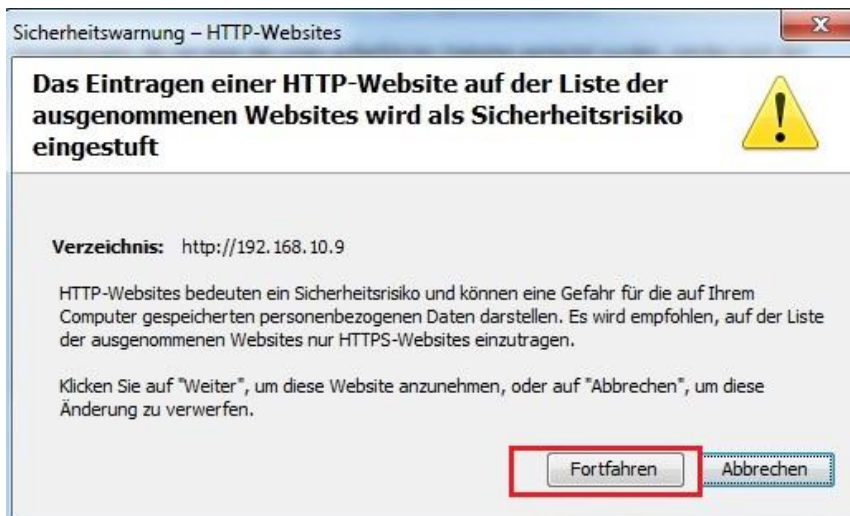 Sicherheitswarnung – HTTP-Websites
Das Eintragen einer HTTP-Website auf der Liste der
ausgenommenen Websites wird als Sicherheitsrisiko
eingestuft
Verzeichnis: http://192.168.10.9
HTTP-Websites bedeuten ein Sicherheitsrisiko und können eine Gefahr für die auf Ihrem
Computer gespeicherten personenbezogenen Daten darstellen. Es wird empfohlen, auf der Liste
der ausgenommenen Websites nur HTTPS-Websites einzutragen.
Klicken Sie auf "Weiter", um diese Website anzunehmen, oder auf "Abbrechen", um diese
Änderung zu verwerfen.
Fortfahren Abbrechen